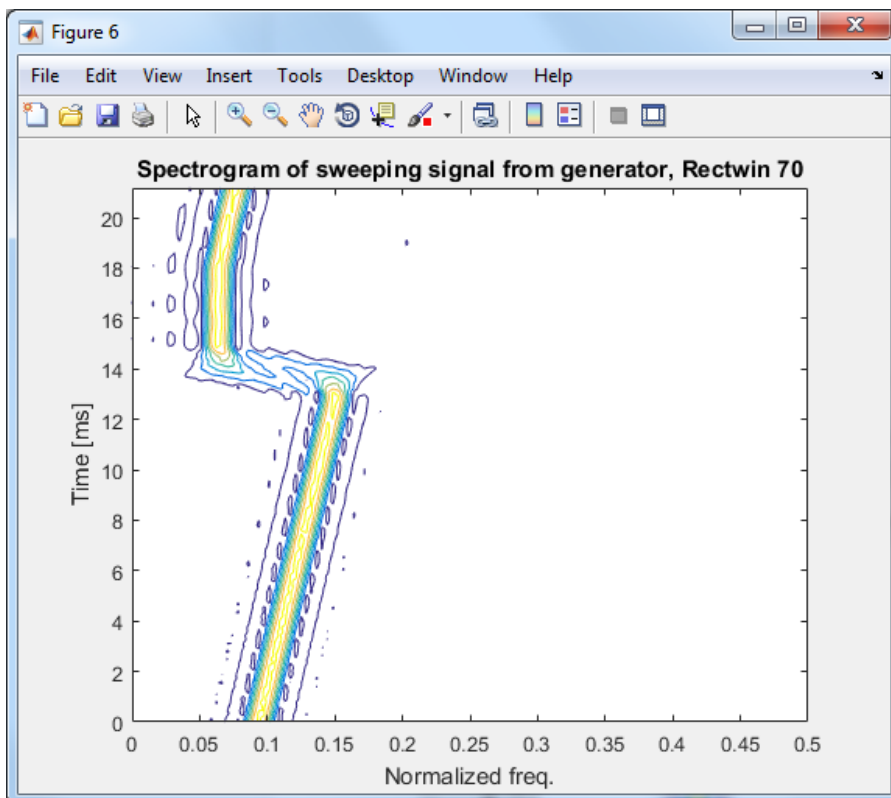 Figure 6
File Edit View Insert Tools Desktop Window Help
Spectrogram of sweeping signal from generator, Rectwin 70
Time [ms]
20
18
16
14
12
10
8
6
4
2
0
0 0.05 0.1 0.15 0.2 0.25 0.3 0.35 0.4 0.45 0.5
Normalized freq.